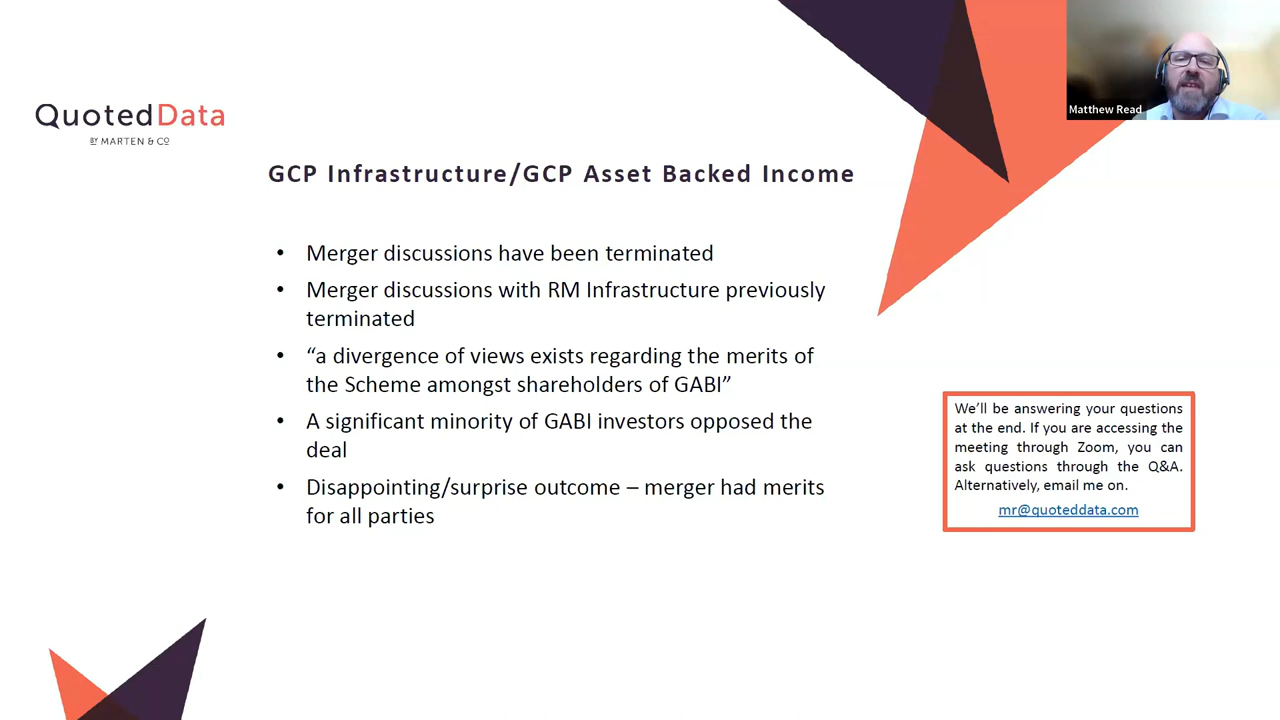 Matthew Read
QuotedData
BY MARTEN & CO
GCP Infrastructure/GCP Asset Backed Income
• Merger discussions have been terminated
• Merger discussions with RM Infrastructure previously
terminated
• “a divergence of views exists regarding the merits of
the Scheme amongst shareholders of GABI”
• A significant minority of GABI investors opposed the
deal
• Disappointing/surprise outcome – merger had merits
for all parties
We’ll be answering your questions
at the end. If you are accessing the
meeting through Zoom, you can
ask questions through the Q&A.
Alternatively, email me on.
mr@quoteddata.com